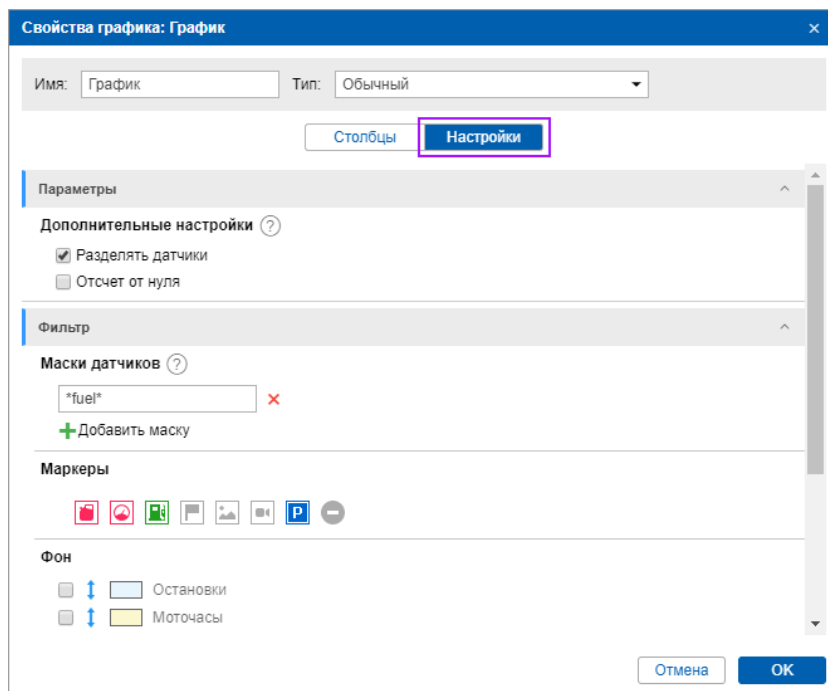 Свойства графика: График ×
Имя: График Тип: Обычный
Столбцы Настройки
Параметры
Дополнительные настройки ?
Разделять датчики
Отсчет от нуля
Фильтр
Маски датчиков ?
*fuel*
Добавить маску
Маркеры
P
Фон
Остановки
Моточасы
Отмена OK